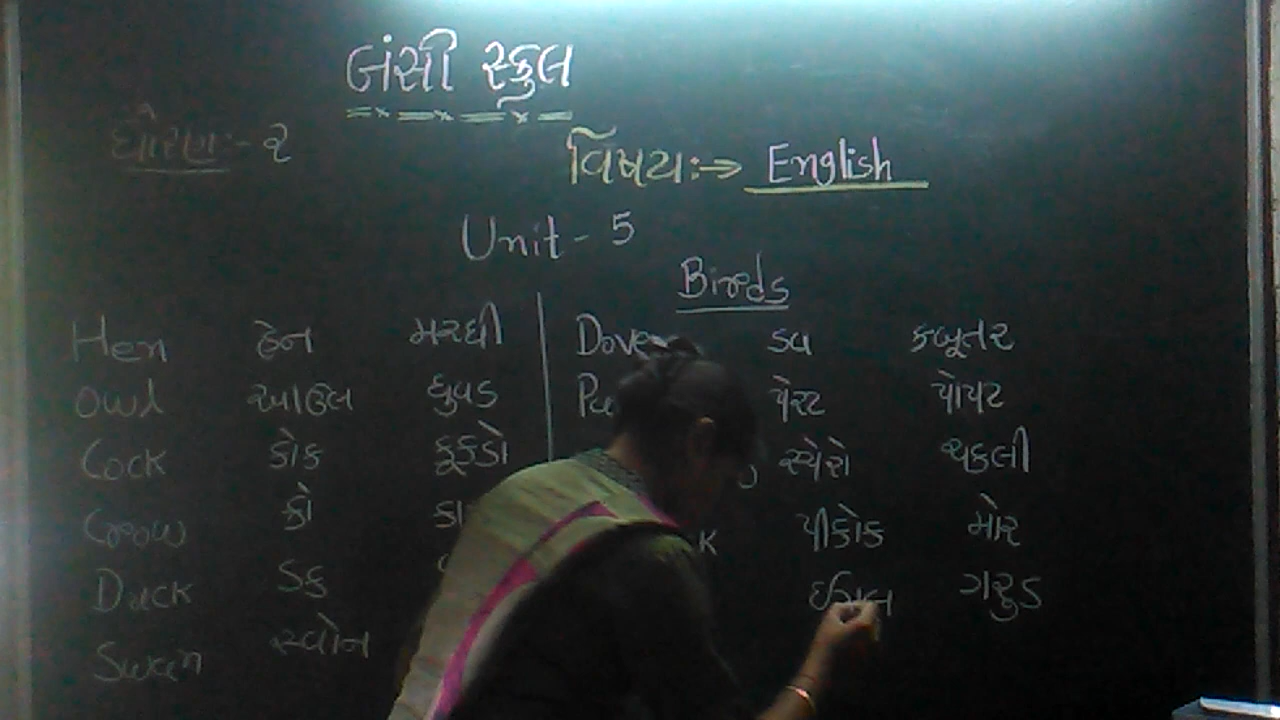 બંસી સ્કુલ
ધોરણ:- ૨
વિષય:→ English
Unit - 5
Birds
Hen હેન મરઘી
Owl આઉલ ઘુવડ
Cock કોક કૂકડો
Crow ક્રો કા
Duck ડક
Swan સ્વોન
Dove ડવ કબૂતર
પેરટ પોપટ
સ્પેરો ચકલી
K પીકોક મોર
ઈગલ ગરુડ